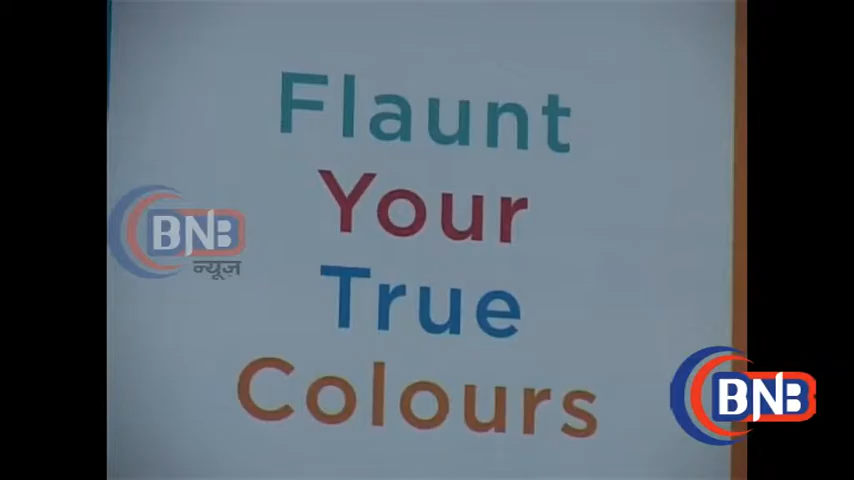 Flaunt
Your
True
Colours
BNB
न्यूज़
BNB